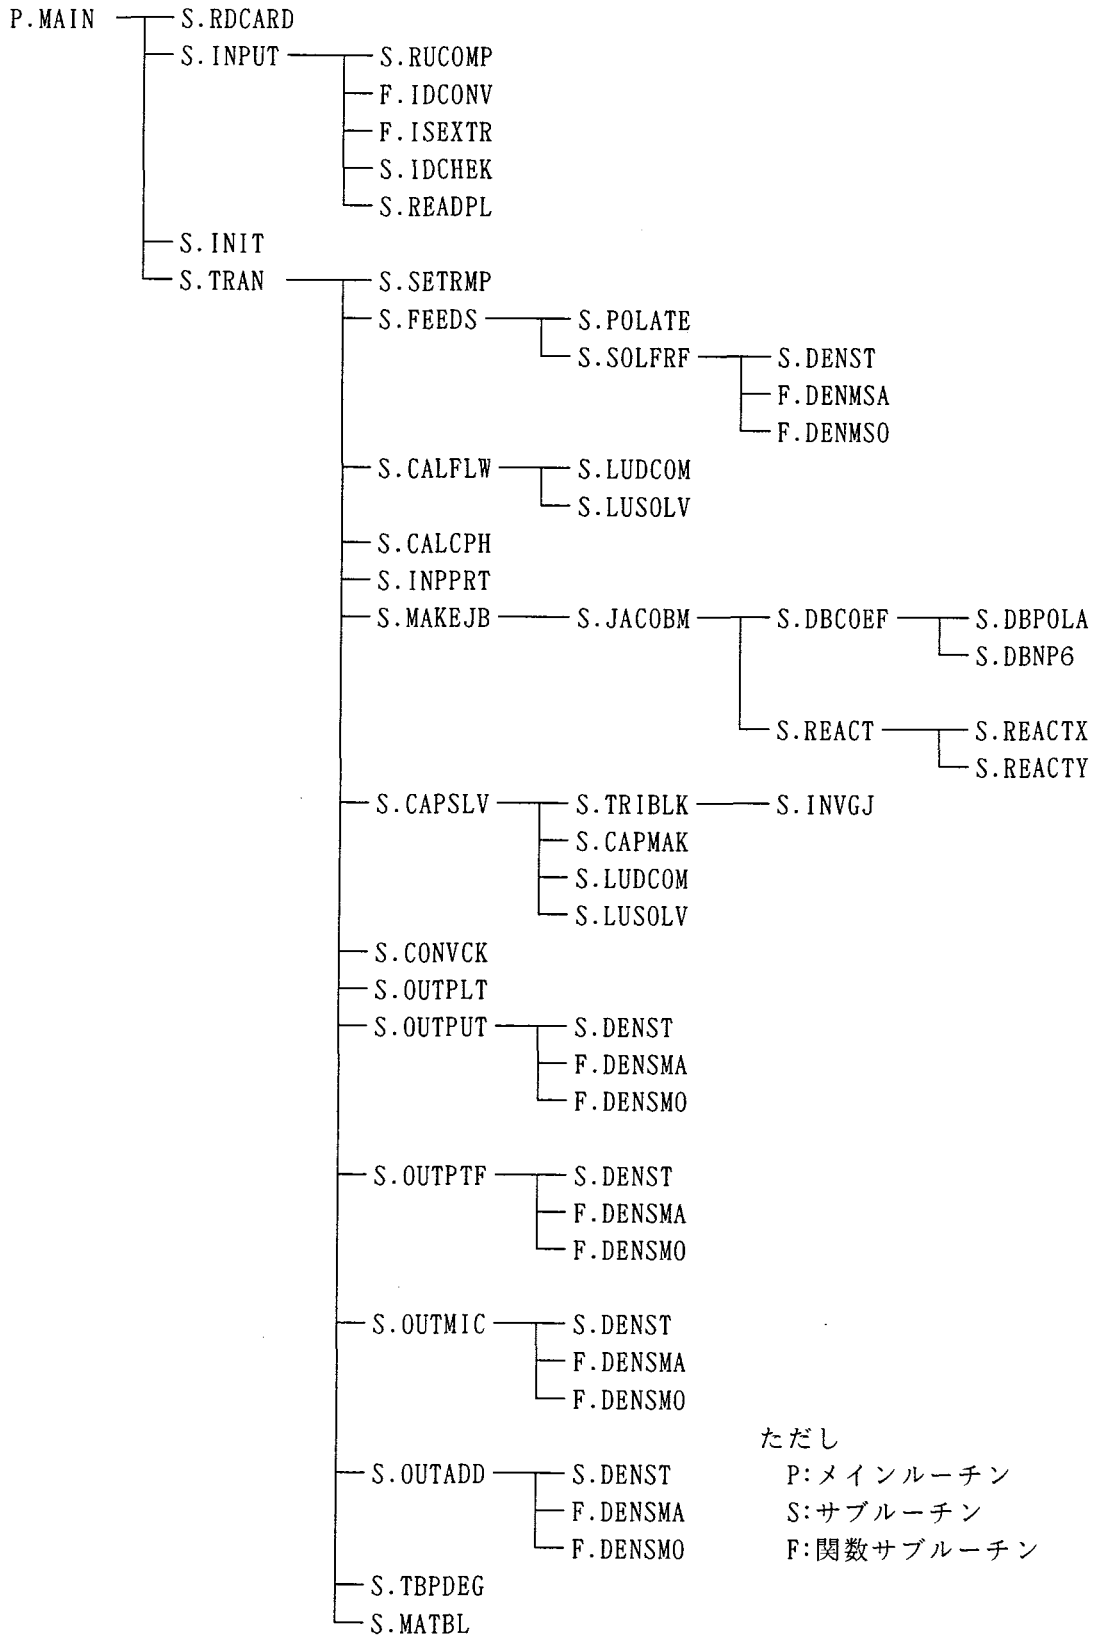 P.MAIN S.RDCARD
S.INPUT S.RUCOMP
F.IDCONV
F.ISEXTR
S.IDCHEK
S.READPL
S.INIT
S.TRAN S.SETRMP
S.FEEDS S.POLATE
S.SOLFRF S.DENST
F.DENMSA
F.DENMSO
S.CALFLW S.LUDCOM
S.LUSOLV
S.CALCPH
S.INPPRT
S.MAKEJB S.JACOBM S.DBCOEF S.DBPOLA
S.DBNP6
S.REACT S.REACTX
S.REACTY
S.CAPSLV S.TRIBLK S.INVGJ
S.CAPMAK
S.LUDCOM
S.LUSOLV
S.CONVCK
S.OUTPLT
S.OUTPUT S.DENST
F.DENSMA
F.DENSMO
S.OUTPTF S.DENST
F.DENSMA
F.DENSMO
S.OUTMIC S.DENST
F.DENSMA
F.DENSMO
ただし
S.OUTADD S.DENST P:メインルーチン
F.DENSMA S:サブルーチン
F.DENSMO F:関数サブルーチン
S.TBPDEG
S.MATBL